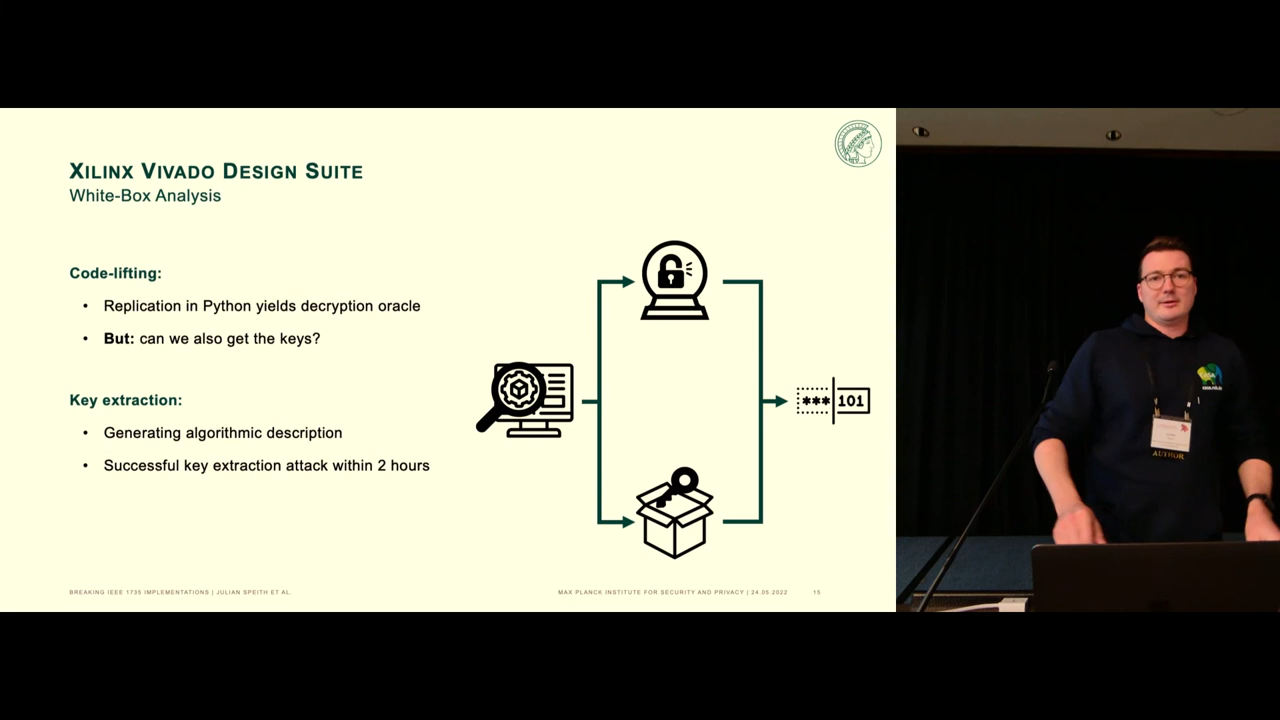 XILINX VIVADO DESIGN SUITE
White-Box Analysis
Code-lifting:
• Replication in Python yields decryption oracle
• But: can we also get the keys?
Key extraction:
• Generating algorithmic description
• Successful key extraction attack within 2 hours
***101
BREAKING IEEE 1735 IMPLEMENTATIONS | JULIAN SPEITH ET AL.
MAX PLANCK INSTITUTE FOR SECURITY AND PRIVACY | 24.05.2022
15
AUTHOR